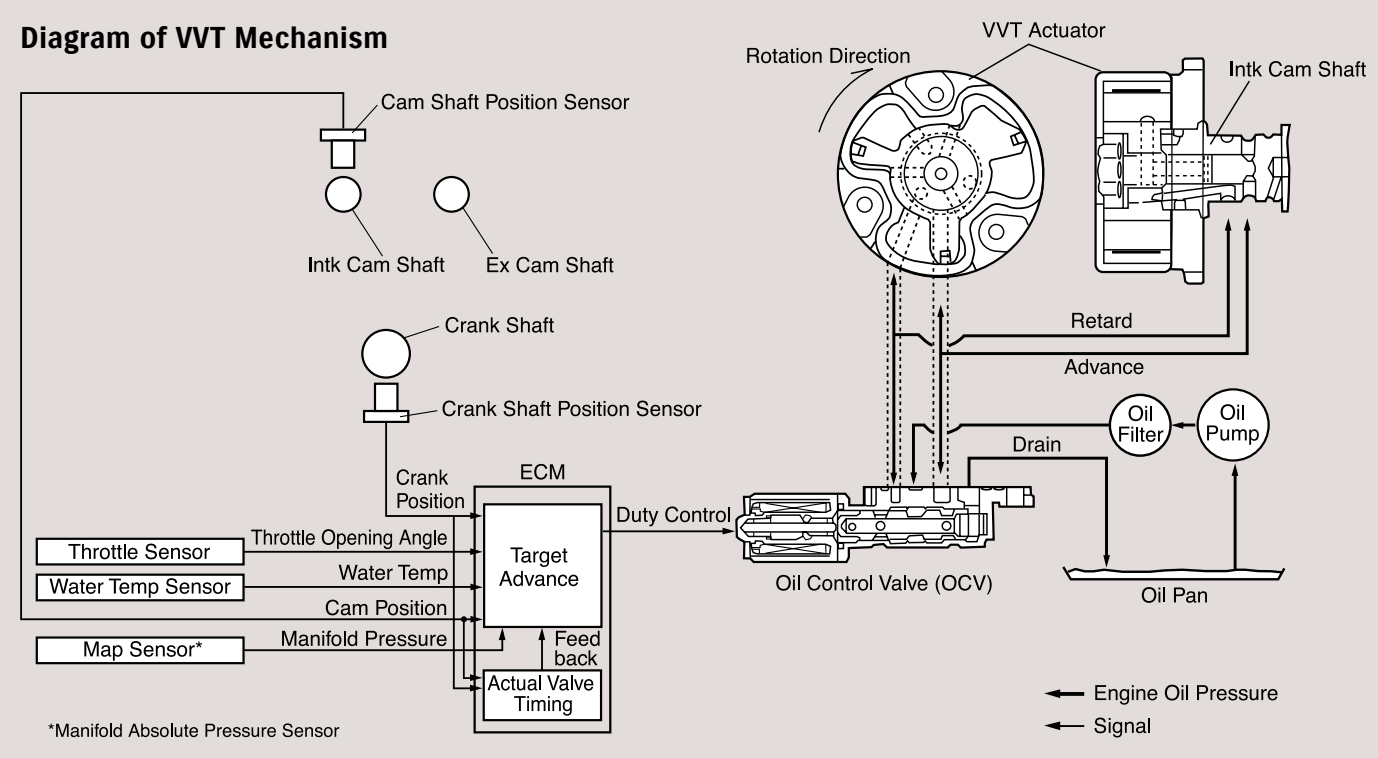 Diagram of VVT Mechanism
VVT Actuator
Rotation Direction
Intk Cam Shaft
Cam Shaft Position Sensor
Intk Cam Shaft
Ex Cam Shaft
Crank Shaft
Retard
Advance
Crank Shaft Position Sensor
Oil
Filter
Oil
Pump
Drain
ECM
Crank
Position
Duty Control
Throttle Opening Angle
Throttle Sensor
Target
Advance
Water Temp
Water Temp Sensor
Oil Control Valve (OCV)
Oil Pan
Cam Position
Manifold Pressure
Map Sensor*
Feed
back
Actual Valve
Timing
Engine Oil Pressure
Signal
*Manifold Absolute Pressure Sensor